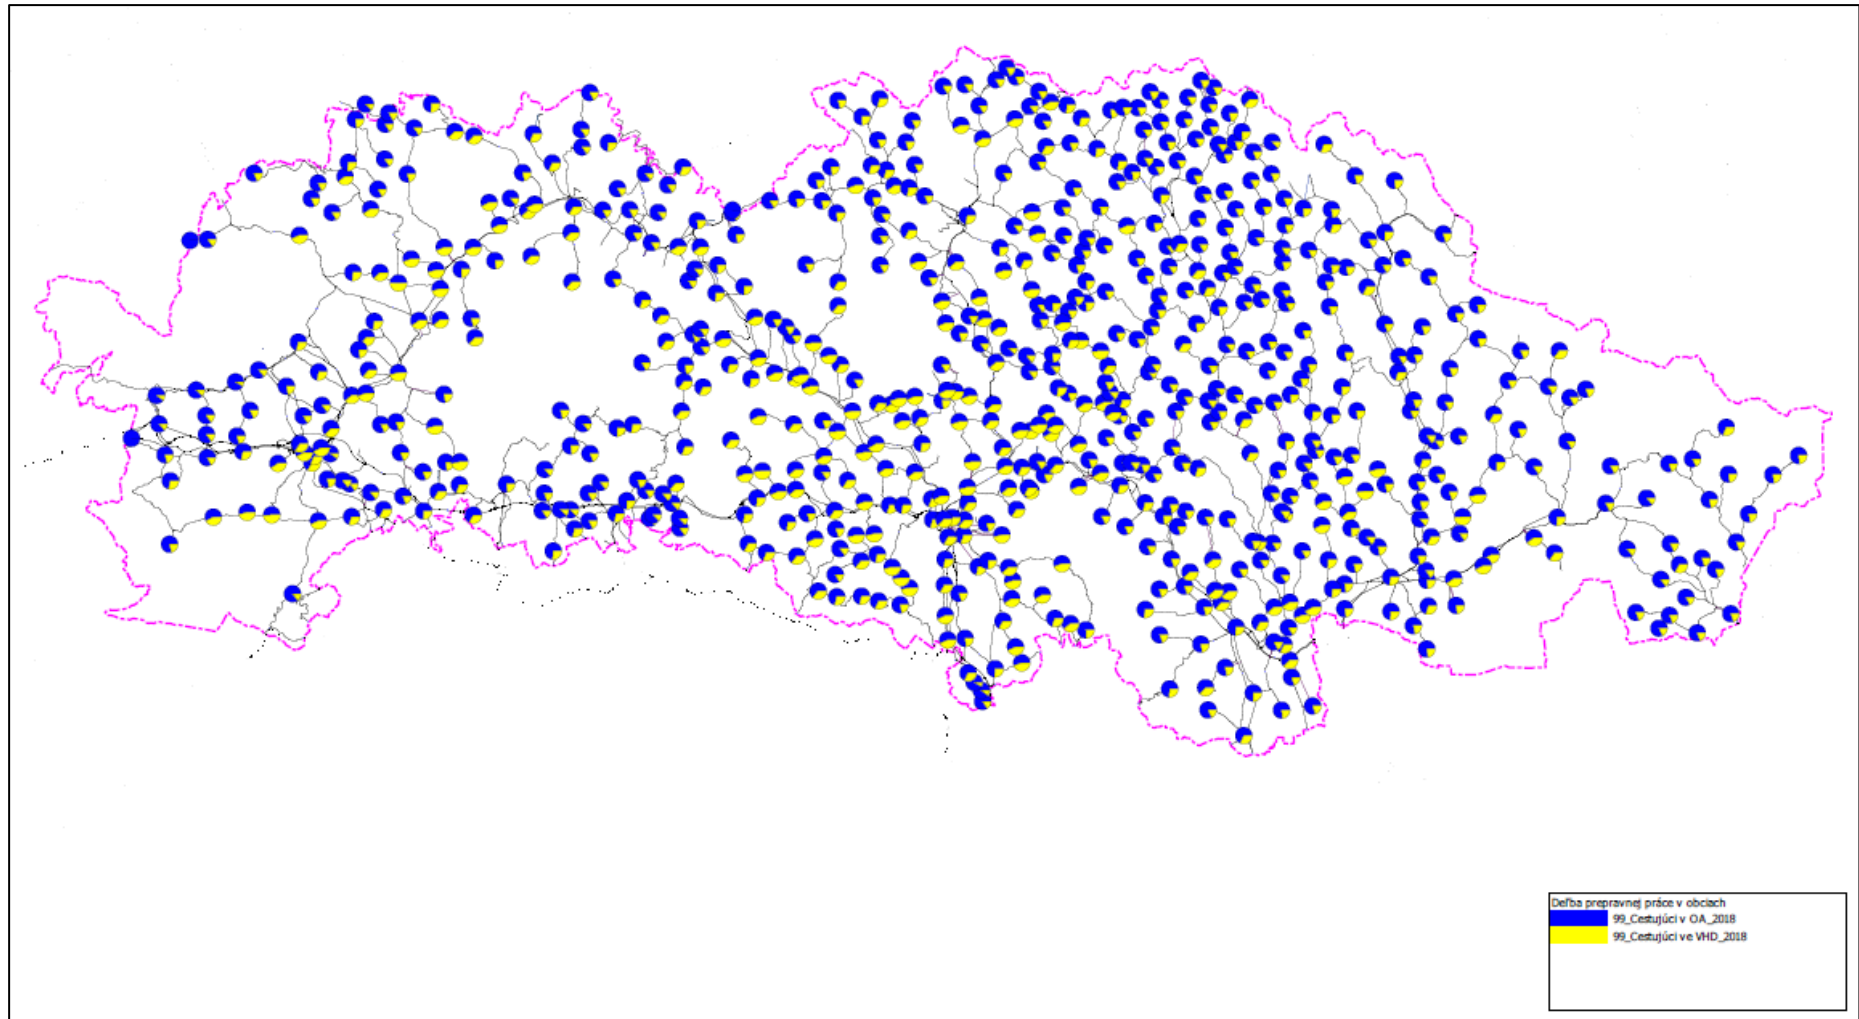 Deľba prepravnej práce v obciach
99_Cestujúci v OA_2018
99_Cestujúci ve VHD_2018